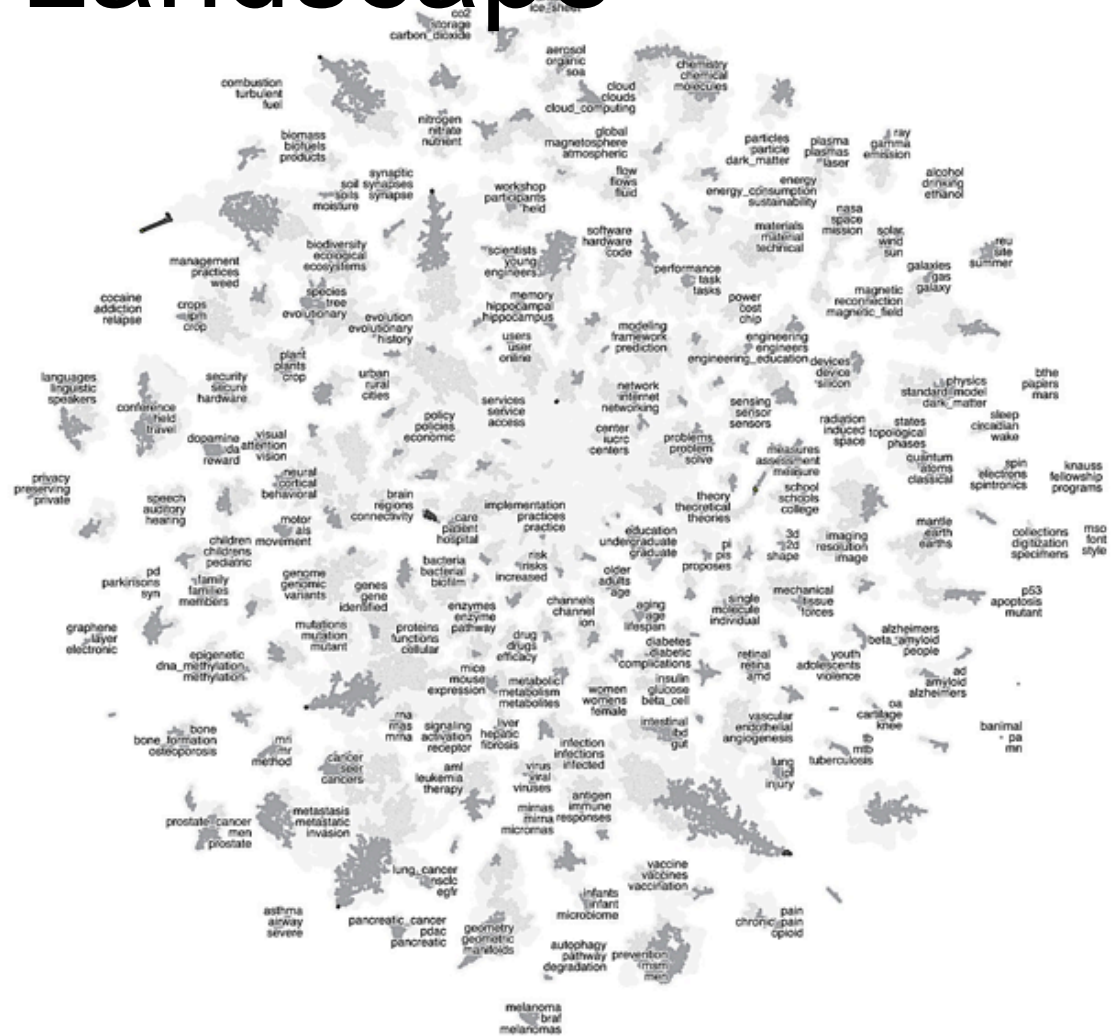 Landscape
co2
storage
carbon_dioxide
ice_sheet
aerosol
organic
soa
chemistry
chemical
molecules
combustion
turbulent
fuel
cloud
clouds
cloud_computing
nitrogen
nitrate
nutrient
global
magnetosphere
atmospheric
biomass
biofuels
products
particles
particle
dark_matter
plasma
plasmas
laser
ray
gamma
emission
soil
soils
moisture
synaptic
synapses
synapse
workshop
participants
held
flow
flows
fluid
energy
energy_consumption
sustainability
alcohol
drinking
ethanol
nasa
space
mission
materials
material
technical
solar
wind
sun
reu
site
summer
biodiversity
ecological
ecosystems
scientists
young
engineers
software
hardware
code
management
practices
weed
performance
task
tasks
galaxies
gas
galaxy
cocaine
addiction
relapse
crops
ipm
crop
species
tree
evolutionary
memory
hippocampal
hippocampus
power
cost
chip
magnetic
reconnection
magnetic_field
evolution
evolutionary
history
users
user
online
modeling
framework
prediction
engineering
engineers
engineering_education
plant
plants
crop
devices
device
silicon
languages
linguistic
speakers
security
secure
hardware
urban
rural
cities
network
internet
networking
physics
standard_model
dark_matter
bthe
papers
mars
conference
held
travel
services
service
access
sensing
sensor
sensors
policy
policies
economic
radiation
induced
space
states
topological
phases
sleep
circadian
wake
dopamine
da
reward
visual
attention
vision
center
iucrc
centers
problems
problem
solve
measures
assessment
measure
quantum
atoms
classical
spin
electrons
spintronics
knauss
fellowship
programs
privacy
preserving
private
neural
cortical
behavioral
speech
auditory
hearing
brain
regions
connectivity
theory
theoretical
theories
school
schools
college
implementation
practices
practice
care
patient
hospital
motor
als
movement
education
undergraduate
graduate
3d
2d
shape
imaging
resolution
image
mantle
earth
earths
collections
digitization
specimens
mso
font
style
children
childrens
pediatric
pi
pis
proposes
risk
risks
increased
bacteria
bacterial
biofilm
older
adults
age
pd
parkinsons
syn
family
families
members
genome
genomic
variants
genes
gene
identified
channels
channel
ion
aging
age
lifespan
single
molecule
individual
mechanical
tissue
forces
p53
apoptosis
mutant
enzymes
enzyme
pathway
graphene
layer
electronic
mutations
mutation
mutant
proteins
functions
cellular
drug
drugs
efficacy
diabetes
diabetic
complications
alzheimers
beta_amyloid
people
epigenetic
dna_methylation
methylation
retinal
retina
amd
youth
adolescents
violence
mice
mouse
expression
metabolic
metabolism
metabolites
women
womens
female
insulin
glucose
beta_cell
ad
amyloid
alzheimers
oa
cartilage
knee
rna
rnas
mrna
signaling
activation
receptor
liver
hepatic
fibrosis
intestinal
ibd
gut
vascular
endothelial
angiogenesis
banimal
pa
mn
bone
bone_formation
osteoporosis
mri
mr
method
infection
infections
infected
tb
mtb
tuberculosis
cancer
seer
cancers
aml
leukemia
therapy
virus
viral
viruses
lung
ipf
injury
antigen
immune
responses
mirnas
mirna
micrornas
metastasis
metastatic
invasion
prostate_cancer
men
prostate
lung_cancer
nsclc
egfr
vaccine
vaccines
vaccination
infants
infant
microbiome
asthma
airway
severe
pancreatic_cancer
pdac
pancreatic
geometry
geometric
manifolds
pain
chronic_pain
opioid
autophagy
pathway
degradation
prevention
msm
men
melanoma
braf
melanomas